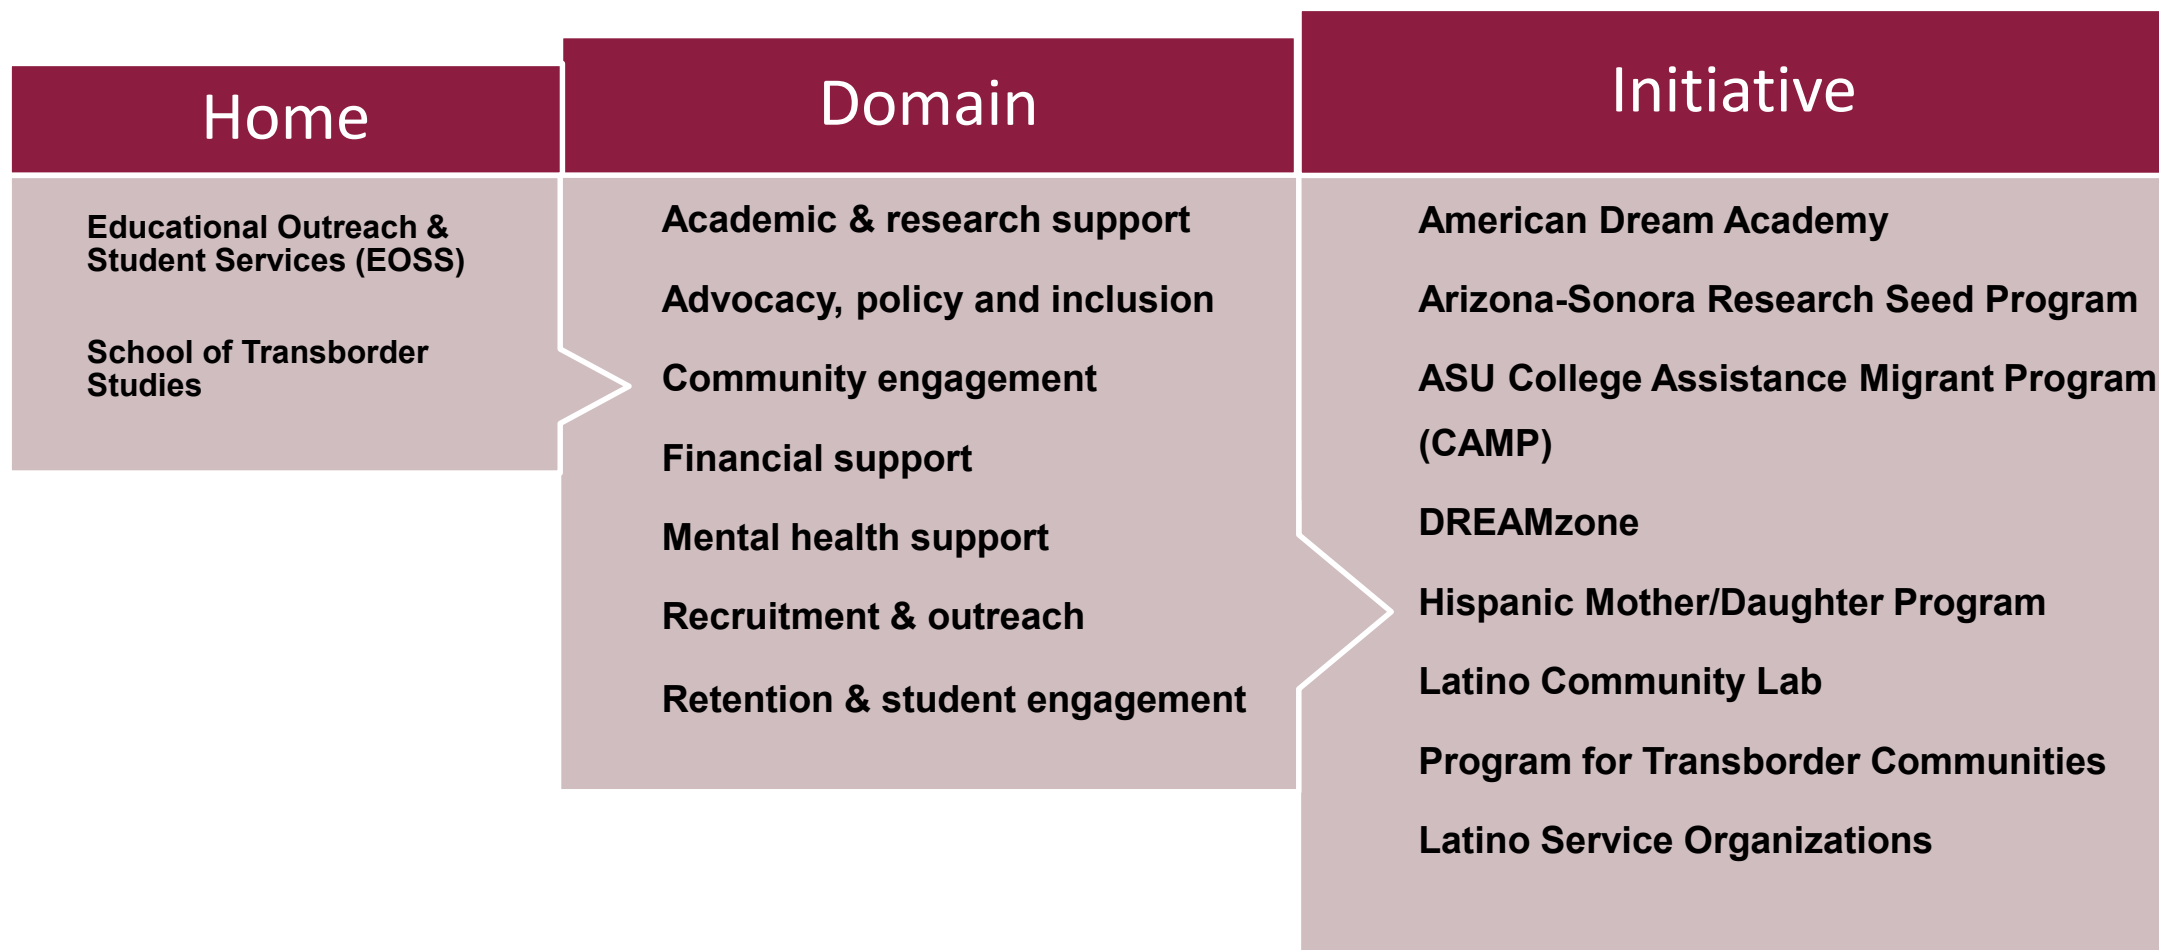 Home
Educational Outreach &
Student Services (EOSS)
School of Transborder
Studies
Domain
Academic & research support
Advocacy, policy and inclusion
Community engagement
Financial support
Mental health support
Recruitment & outreach
Retention & student engagement
Initiative
American Dream Academy
Arizona-Sonora Research Seed Program
ASU College Assistance Migrant Program
(CAMP)
DREAMzone
Hispanic Mother/Daughter Program
Latino Community Lab
Program for Transborder Communities
Latino Service Organizations